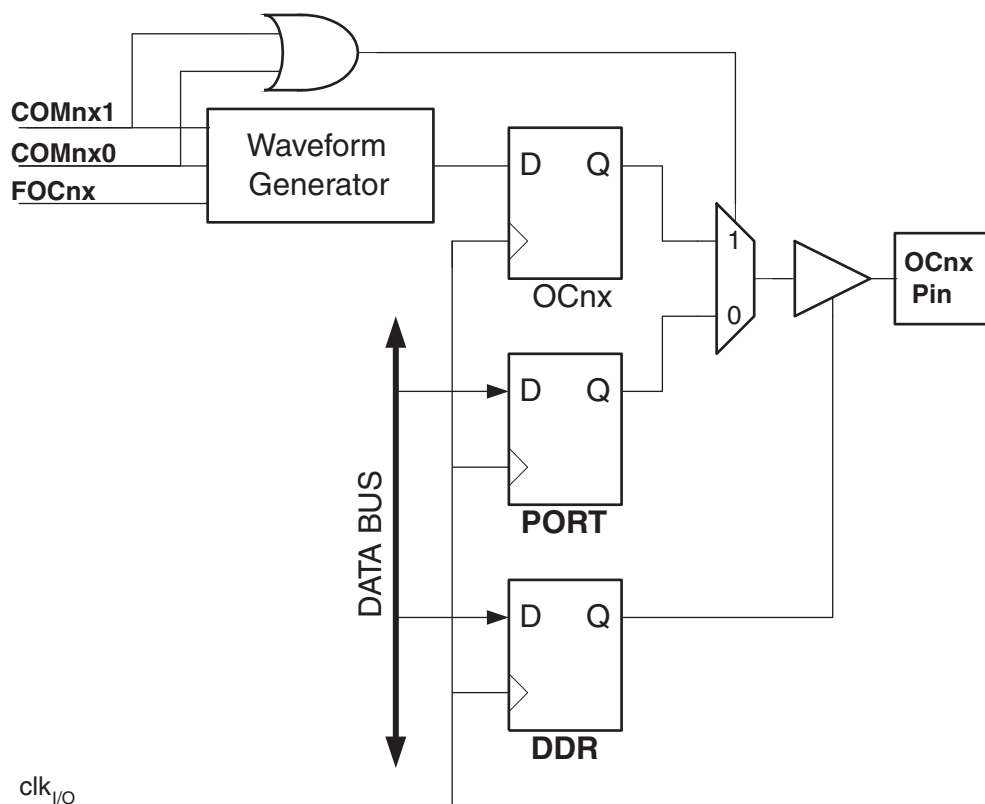 COMnx1
COMnx0
FOCnx
Waveform
Generator
D Q
OCnx
1
0
OCnx
Pin
D Q
PORT
DATA BUS
D Q
DDR
clkI/O